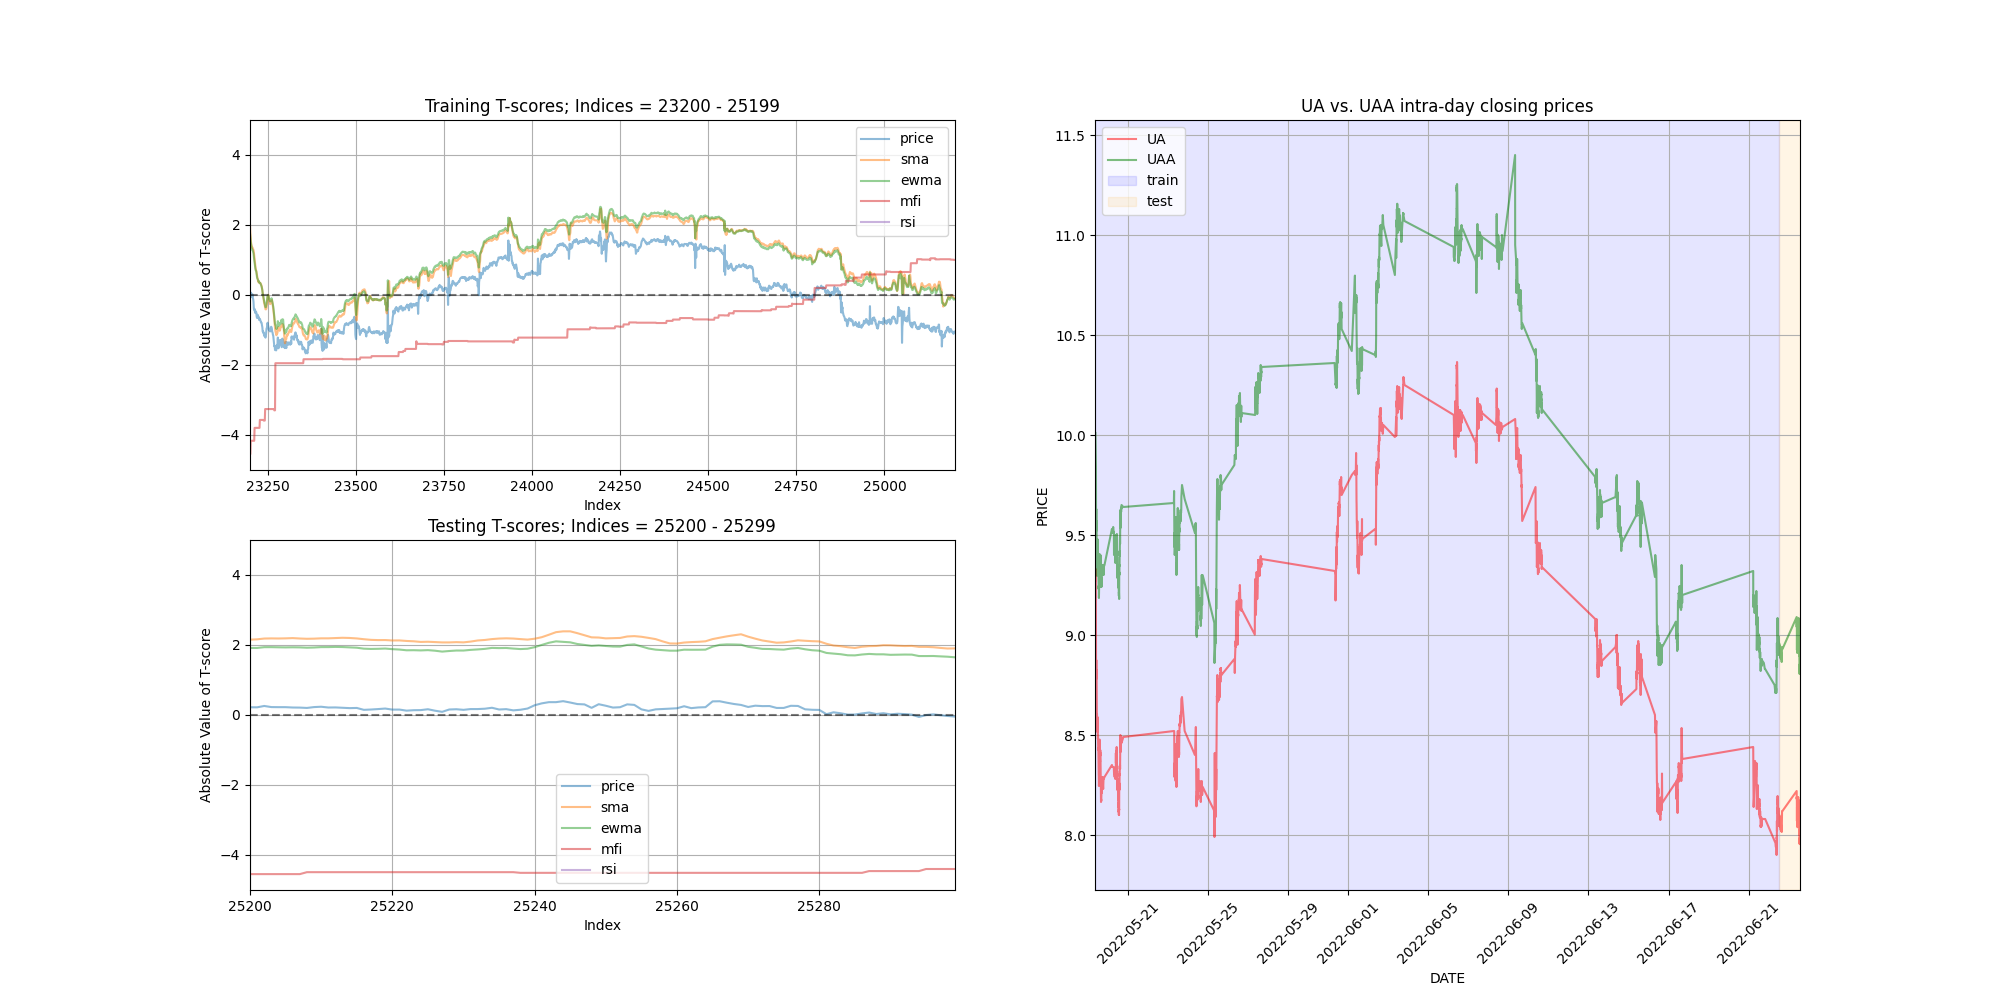 Training T-scores; Indices = 23200 - 25199
Absolute Value of T-score
4
2
0
−2
−4
price
sma
ewma
mfi
rsi
23250 23500 23750 24000 24250 24500 24750 25000
Index
Testing T-scores; Indices = 25200 - 25299
Absolute Value of T-score
4
2
0
−2
−4
price
sma
ewma
mfi
rsi
25200 25220 25240 25260 25280
Index
UA vs. UAA intra-day closing prices
PRICE
11.5
11.0
10.5
10.0
9.5
9.0
8.5
8.0
UA
UAA
train
test
2022-05-21 2022-05-25 2022-05-29 2022-06-01 2022-06-05 2022-06-09 2022-06-13 2022-06-17 2022-06-21
DATE